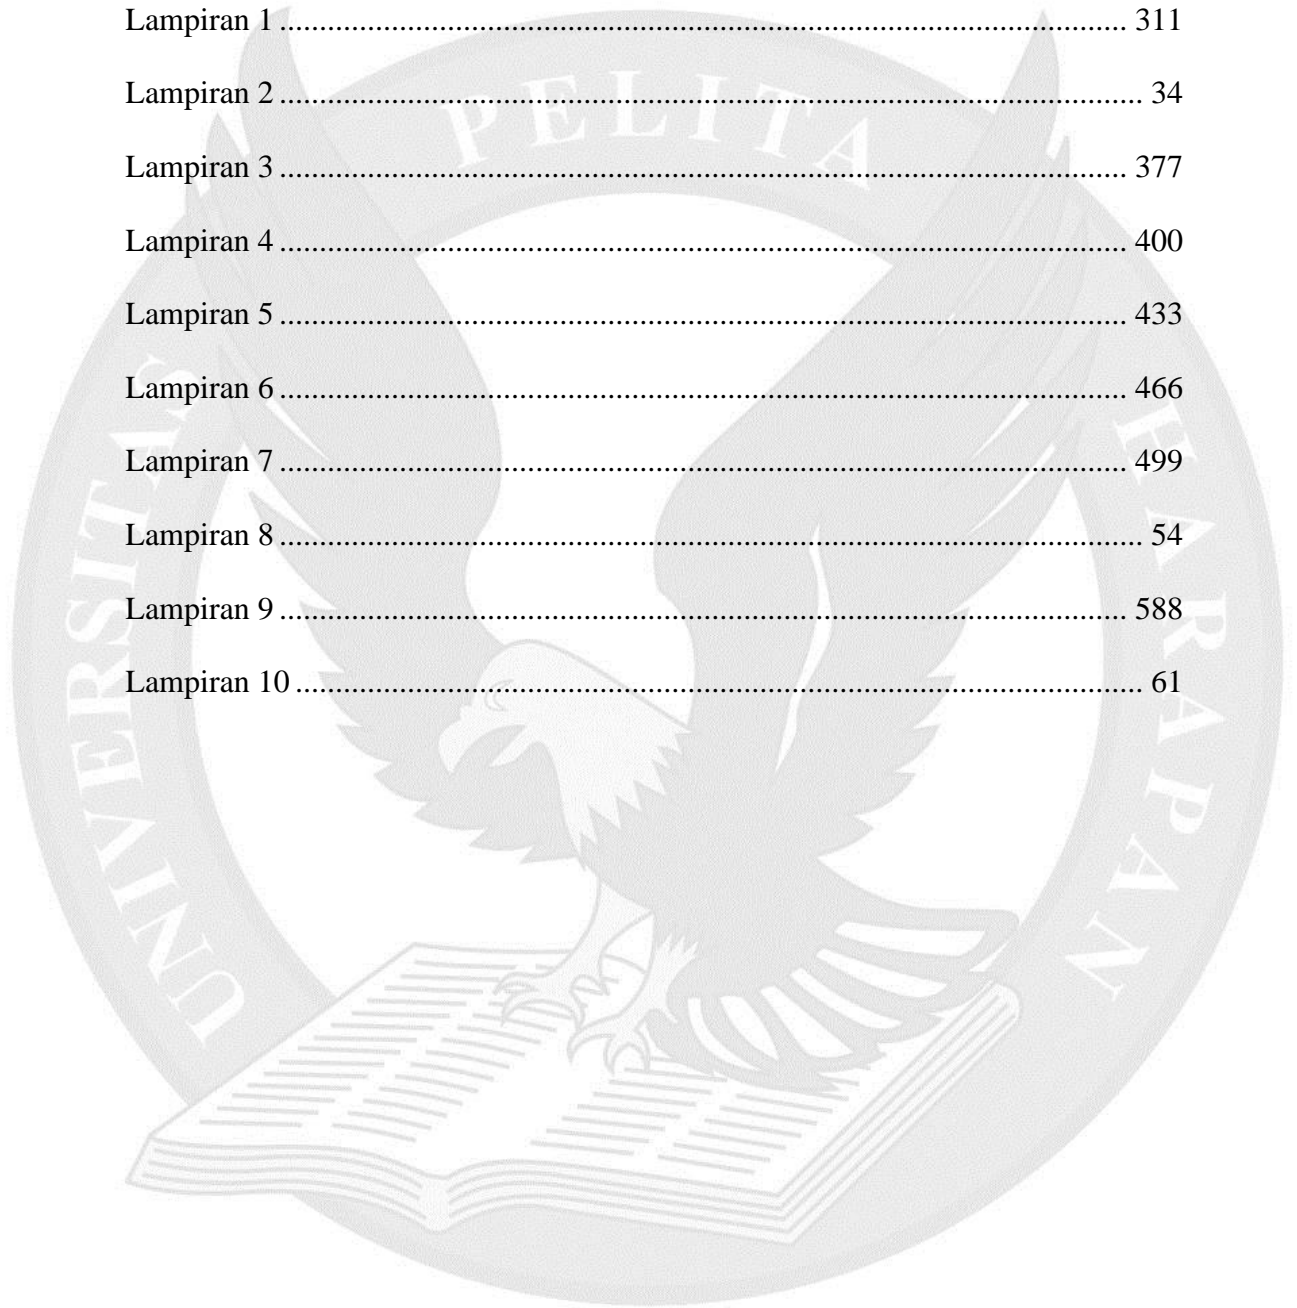 Lampiran 1 ........................................................................................................ 311
Lampiran 2 .......................................................................................................... 34
Lampiran 3 ........................................................................................................ 377
Lampiran 4 ........................................................................................................ 400
Lampiran 5 ........................................................................................................ 433
Lampiran 6 ........................................................................................................ 466
Lampiran 7 ........................................................................................................ 499
Lampiran 8 .......................................................................................................... 54
Lampiran 9 ........................................................................................................ 588
Lampiran 10 ........................................................................................................ 61
UNIVERSITAS PELITA HARAPAN